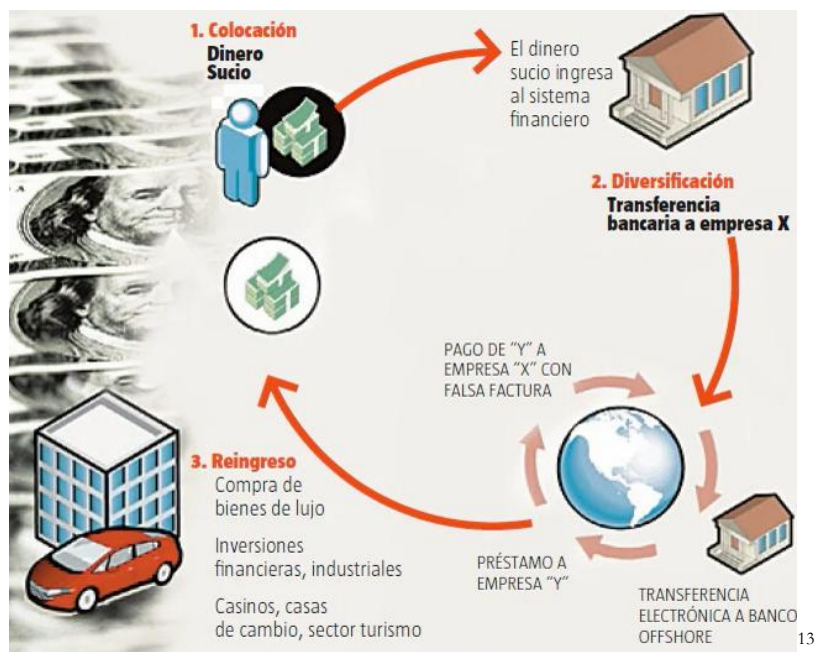 1. Colocación
Dinero
Sucio
El dinero
sucio ingresa
al sistema
financiero
2. Diversificación
Transferencia
bancaria a empresa X
PAGO DE "Y" A
EMPRESA "X" CON
FALSA FACTURA
PRÉSTAMO A
EMPRESA "Y"
TRANSFERENCIA
ELECTRÓNICA A BANCO
OFFSHORE
3. Reingreso
Compra de
bienes de lujo
Inversiones
financieras, industriales
Casinos, casas
de cambio, sector turismo
13